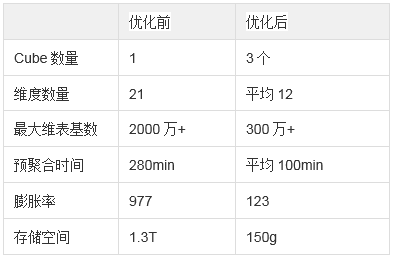 优化前 优化后
Cube 数量 1 3 个
维度数量 21 平均 12
最大维表基数 2000 万+ 300 万+
预聚合时间 280min 平均 100min
膨胀率 977 123
存储空间 1.3T 150g